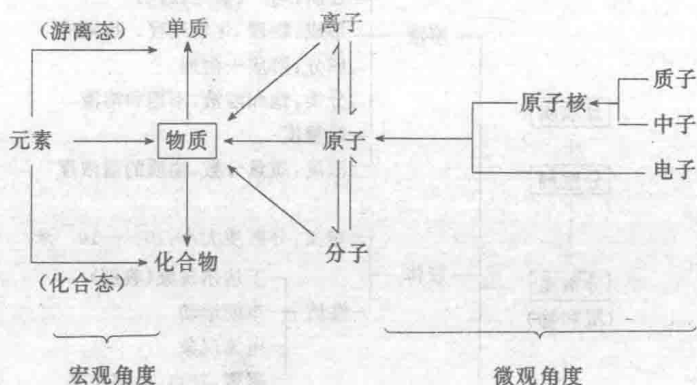 (游离态) 单质 离子
原子核 质子
元素 物质 原子 中子
电子
分子
(化合态) 化合物
宏观角度 微观角度